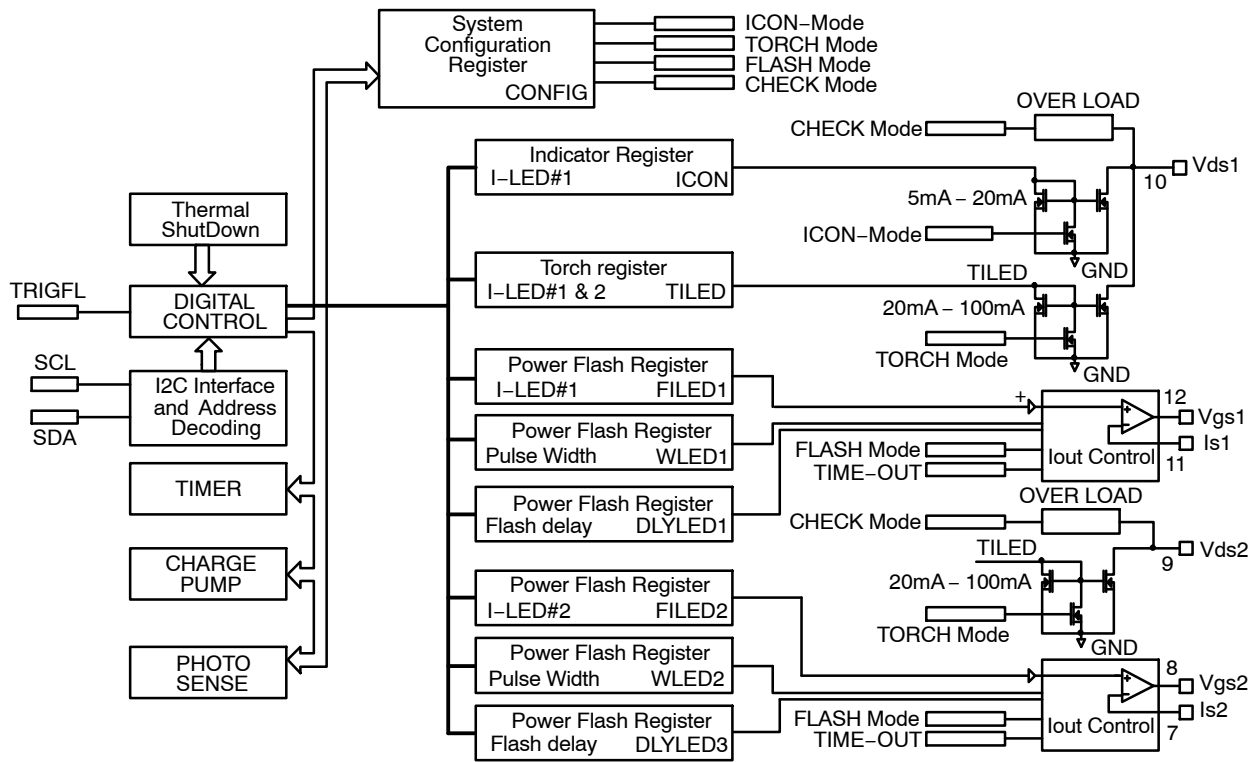 System
Configuration
Register
CONFIG
ICON−Mode
TORCH Mode
FLASH Mode
CHECK Mode
OVER LOAD
CHECK Mode
Vds1
10
Indicator Register
I−LED#1 ICON
5mA – 20mA
ICON−Mode
GND
Thermal
ShutDown
TRIGFL
DIGITAL
CONTROL
SCL
SDA
I2C Interface
and Address
Decoding
TIMER
CHARGE
PUMP
PHOTO
SENSE
Torch register
I−LED#1 & 2 TILED
TILED
20mA – 100mA
TORCH Mode
GND
Power Flash Register
I−LED#1 FILED1
Power Flash Register
Pulse Width WLED1
Power Flash Register
Flash delay DLYLED1
+
+
−
12
Vgs1
Is1
11
Iout Control
FLASH Mode
TIME−OUT
OVER LOAD
CHECK Mode
Vds2
9
TILED
20mA – 100mA
TORCH Mode
GND
Power Flash Register
I−LED#2 FILED2
Power Flash Register
Pulse Width WLED2
Power Flash Register
Flash delay DLYLED3
+
−
8
Vgs2
Is2
7
Iout Control
FLASH Mode
TIME−OUT